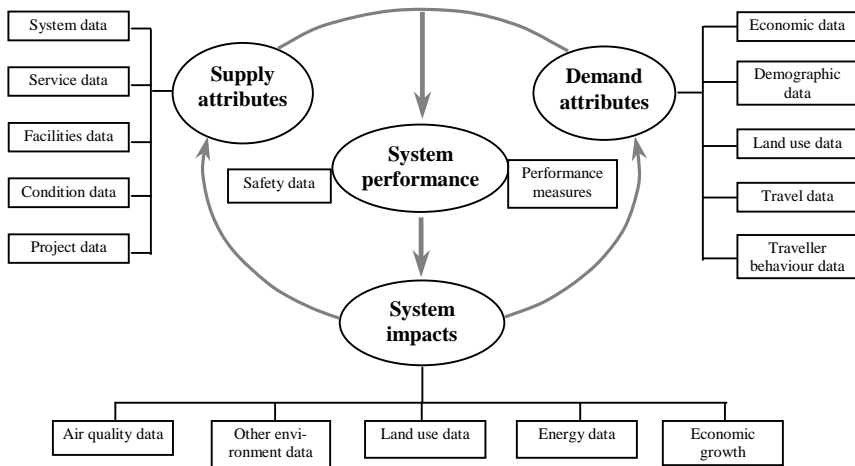 System data
Service data
Facilities data
Condition data
Project data
Supply
attributes
Demand
attributes
Economic data
Demographic
data
Land use data
Travel data
Traveller
behaviour data
System
performance
Safety data
Performance
measures
System
impacts
Air quality data
Other envi-
ronment data
Land use data
Energy data
Economic
growth